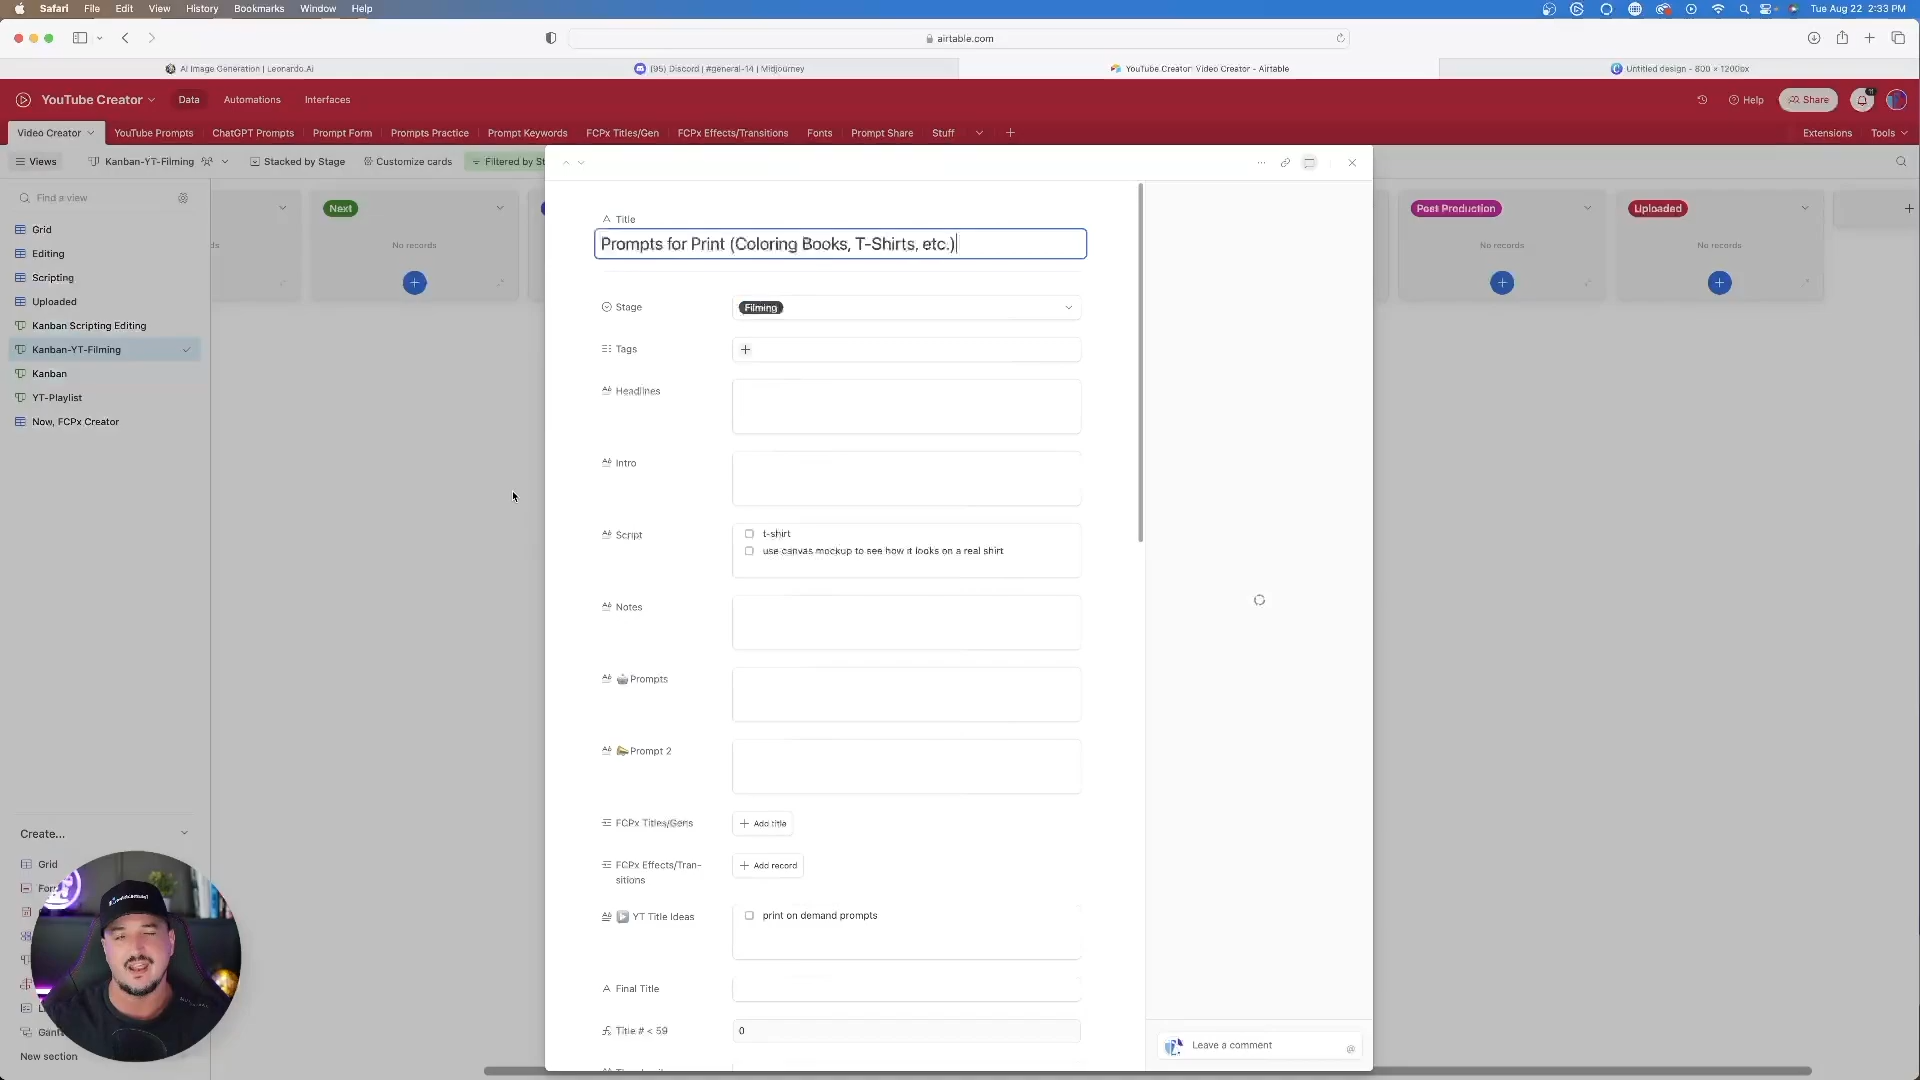 Safari File Edit View History Bookmarks Window Help Tue Aug 22 2:33 PM
airtable.com
AI Image Generation | Leonardo.Ai
(95) Discord | #general-14 | Midjourney
YouTube Creator: Video Creator - Airtable
Untitled design - 800 × 1200px
YouTube Creator Data Automations Interfaces Help Share 11
Video Creator YouTube Prompts ChatGPT Prompts Prompt Form Prompts Practice Prompt Keywords FCPx Titles/Gen FCPx Effects/Transitions Fonts Prompt Share Stuff Extensions Tools
Views Kanban-YT-Filming Stacked by Stage Customize cards Filtered by St
Find a view
Grid
Editing
Scripting
Uploaded
Kanban Scripting Editing
Kanban-YT-Filming
Kanban
YT-Playlist
Now, FCPx Creator
Create...
Grid
For
Gantt
New section
ds
Next
No records
Post Production
No records
Uploaded
No records
Title
Prompts for Print (Coloring Books, T-Shirts, etc.)
Stage
Filming
Tags
Headlines
Intro
Script
t-shirt
use canvas mockup to see how it looks on a real shirt
Notes
Prompts
Prompt 2
FCPx Titles/Gens
Add title
FCPx Effects/Tran-
sitions
Add record
YT Title Ideas
print on demand prompts
Final Title
Title # < 59
0
Leave a comment
@